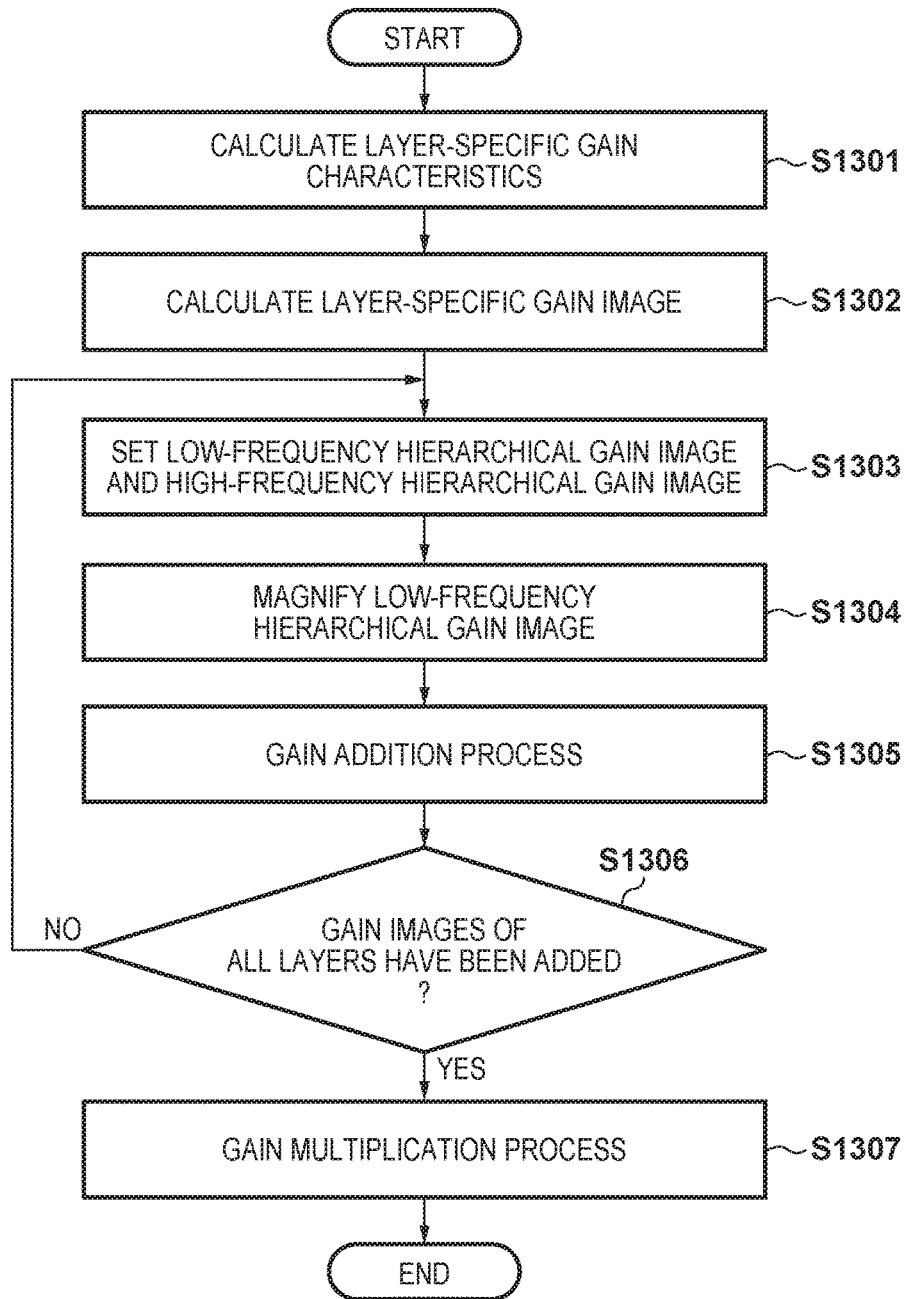 START
CALCULATE LAYER-SPECIFIC GAIN
CHARACTERISTICS
S1301
CALCULATE LAYER-SPECIFIC GAIN IMAGE
S1302
SET LOW-FREQUENCY HIERARCHICAL GAIN IMAGE
AND HIGH-FREQUENCY HIERARCHICAL GAIN IMAGE
S1303
MAGNIFY LOW-FREQUENCY
HIERARCHICAL GAIN IMAGE
S1304
GAIN ADDITION PROCESS
S1305
S1306
NO
GAIN IMAGES OF
ALL LAYERS HAVE BEEN ADDED
?
YES
GAIN MULTIPLICATION PROCESS
S1307
END